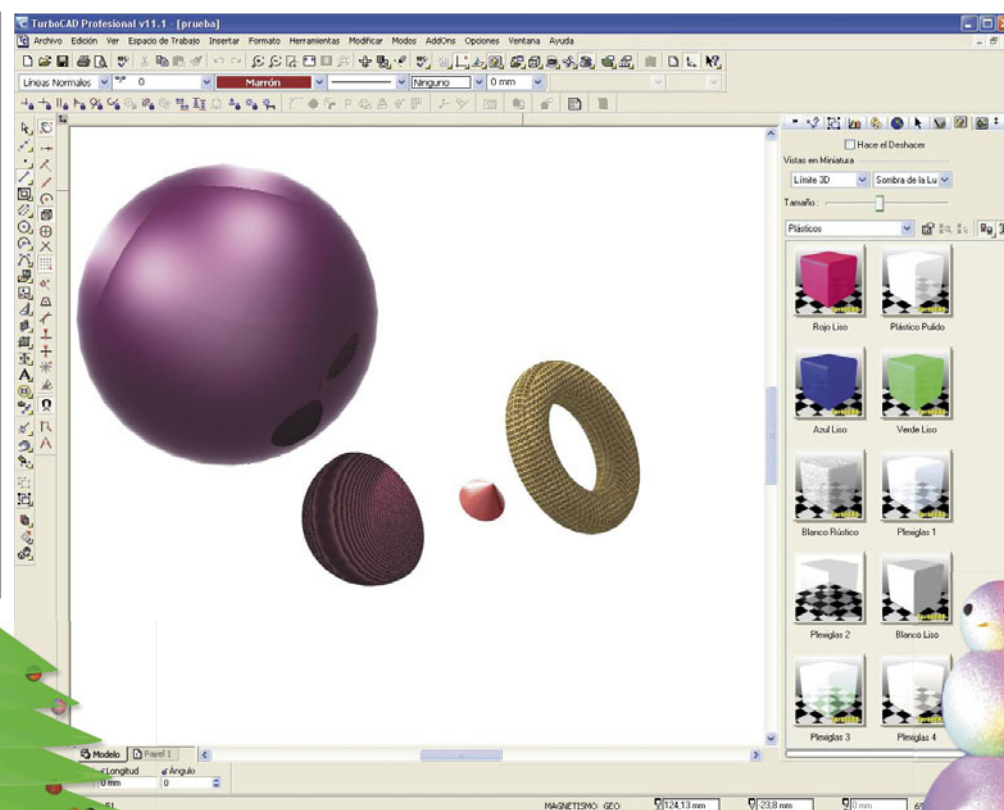 TurboCAD Profesional v11.1 - [prueba]
Archivo Edición Ver Espacio de Trabajo Insertar Formato Herramientas Modificar Modos AddOns Opciones Ventana Ayuda
Líneas Normales 0 Marrón Ninguno 0 mm
Hace el Deshacer
Vistas en Miniatura
Límite 3D Sombra de la Lu
Tamaño :
Plásticos
Rojo Liso Plástico Pulido
Azul Liso Verde Liso
Blanco Rústico Plexiglas 1
Plexiglas 2 Blanco Liso
Plexiglas 3 Plexiglas 4
Modelo Papel 1
Longitud Ángulo
0 mm 0
MAGNETISMO GEO 124,13 mm -23,8 mm 0 mm